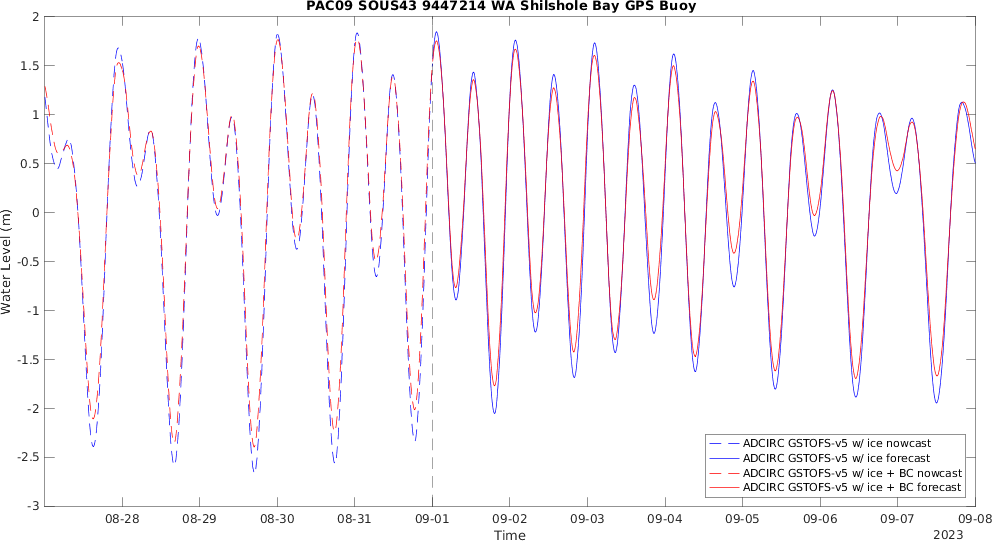 PAC09 SOUS43 9447214 WA Shilshole Bay GPS Buoy
2
1.5
1
0.5
0
-0.5
-1
-1.5
-2
-2.5
-3
Water Level (m)
08-28 08-29 08-30 08-31 09-01 09-02 09-03 09-04 09-05 09-06 09-07 09-08
Time
2023
ADCIRC GSTOFS-v5 w/ ice nowcast
ADCIRC GSTOFS-v5 w/ ice forecast
ADCIRC GSTOFS-v5 w/ ice + BC nowcast
ADCIRC GSTOFS-v5 w/ ice + BC forecast